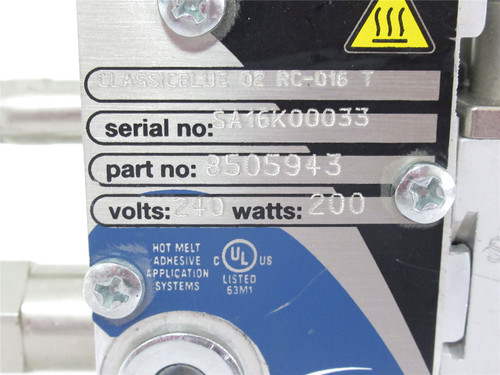 CLASSICBLUE 02 RC-016 T
serial no: SA16K00033
part no: 8505943
volts: 240 watts: 200
HOT MELT
ADHESIVE
APPLICATION
SYSTEMS
C UL US
LISTED
63M1